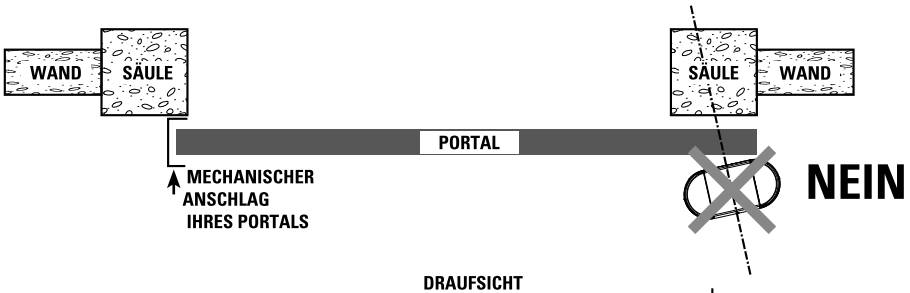 WAND
SÄULE
SÄULE
WAND
PORTAL
MECHANISCHER
ANSCHLAG
IHRES PORTALS
NEIN
DRAUFSICHT